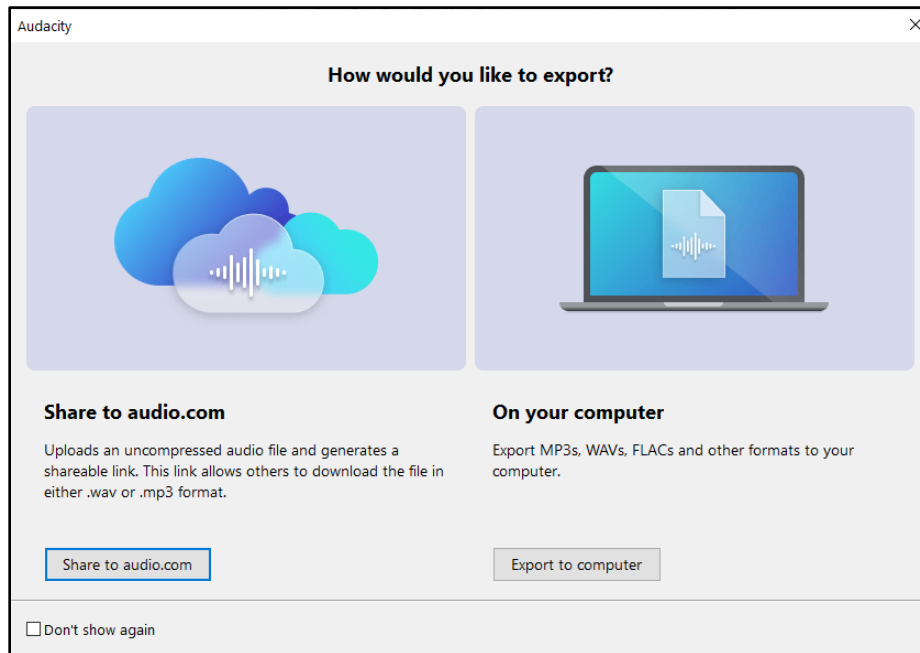 Audacity
How would you like to export?
Share to audio.com
Uploads an uncompressed audio file and generates a
shareable link. This link allows others to download the file in
either .wav or .mp3 format.
Share to audio.com
On your computer
Export MP3s, WAVs, FLACs and other formats to your
computer.
Export to computer
Don't show again